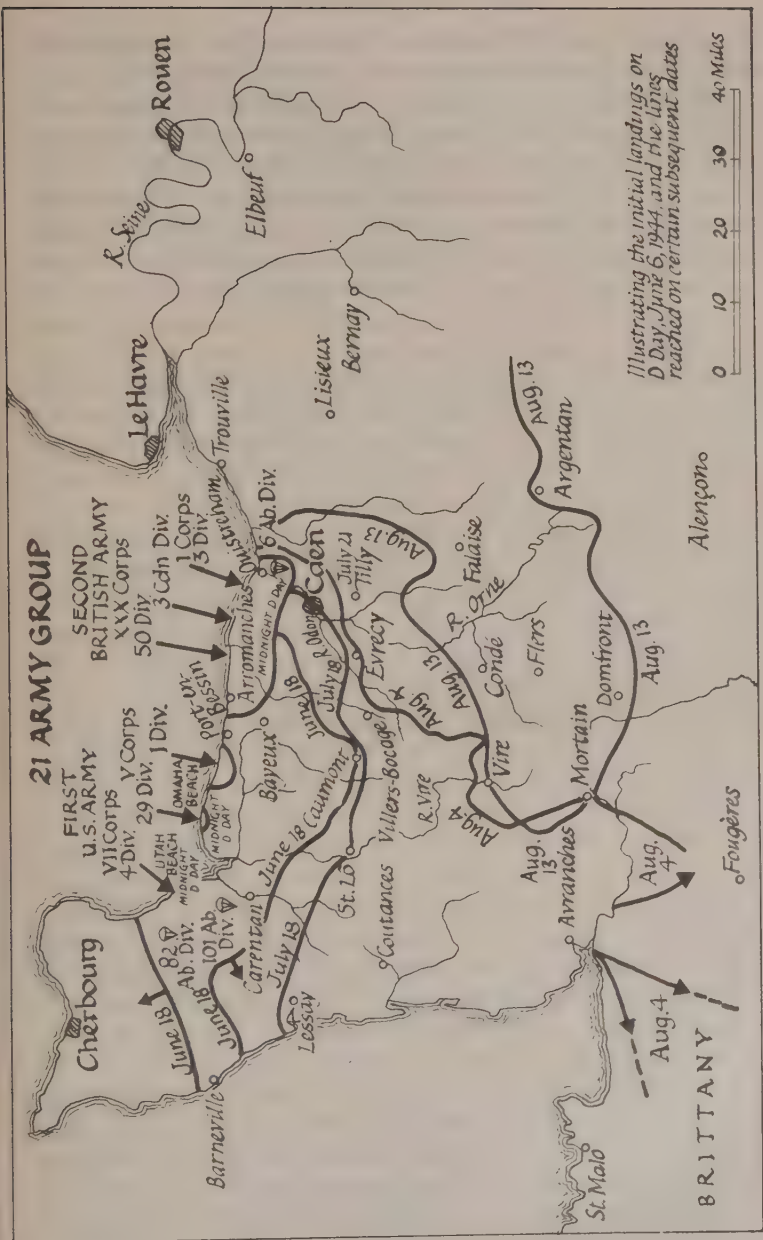 21 ARMY GROUP
FIRST
U.S. ARMY
VII Corps
4 Div.
V Corps
29 Div.
1 Div.
SECOND
BRITISH ARMY
XXX Corps
50 Div
3 Cdn Div.
1 Corps
3 Div.
6 Ab. Div.
UTAH
BEACH
MIDNIGHT
D DAY
OMAHA
BEACH
MIDNIGHT
D DAY
MIDNIGHT D DAY
82
Ab. Div.
101 Ab.
Div.
Cherbourg
Barneville
June 18
June 18
Carentan
July 18
Lessay
June 18
Caumont
St. Lô
Coutances
Port-en-
Bessin
Bayeux
Arromanches
Ouistreham
Caen
June 18
July 18
R. Odon
Evrecy
July 21
Tilly
Villers-Bocage
R. Vire
Aug. 4
Aug. 4
Vire
Aug. 13
Aug. 13
R. Orne
Falaise
Condé
Flers
Le Havre
Trouville
R. Seine
Rouen
Elbeuf
Lisieux
Bernay
Argentan
Aug. 13
Domfront
Aug. 13
Mortain
Aug.
13
Avranches
Aug.
4
Fougères
Alençon
Aug. 4
St. Malo
BRITTANY
Illustrating the initial landings on
D Day, June 6, 1944, and the lines
reached on certain subsequent dates
0 10 20 30 40 Miles